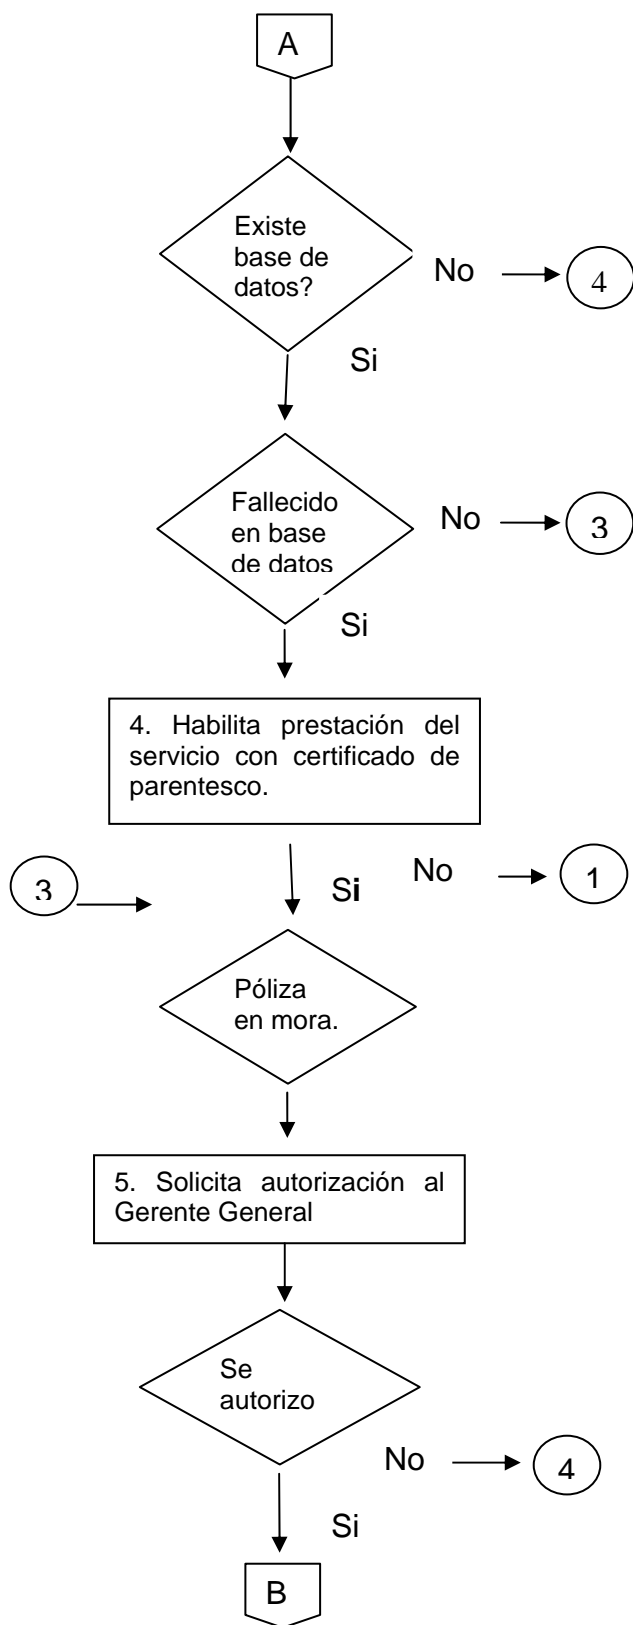 A
Existe
base de
datos?
No
4
Si
Fallecido
en base
de datos
No
3
Si
4. Habilita prestación del
servicio con certificado de
parentesco.
3
Si
No
1
Póliza
en mora.
5. Solicita autorización al
Gerente General
Se
autorizo
No
4
Si
B